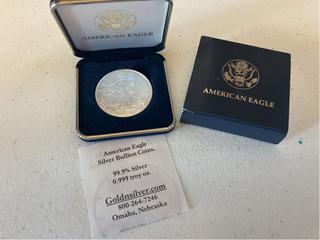 AMERICAN EAGLE
AMERICAN EAGLE
American Eagle
Silver Bullion Coins.
99.9% Silver
0.999 troy oz.
Goldnsilver.com
800-264-7246
Omaha, Nebraska